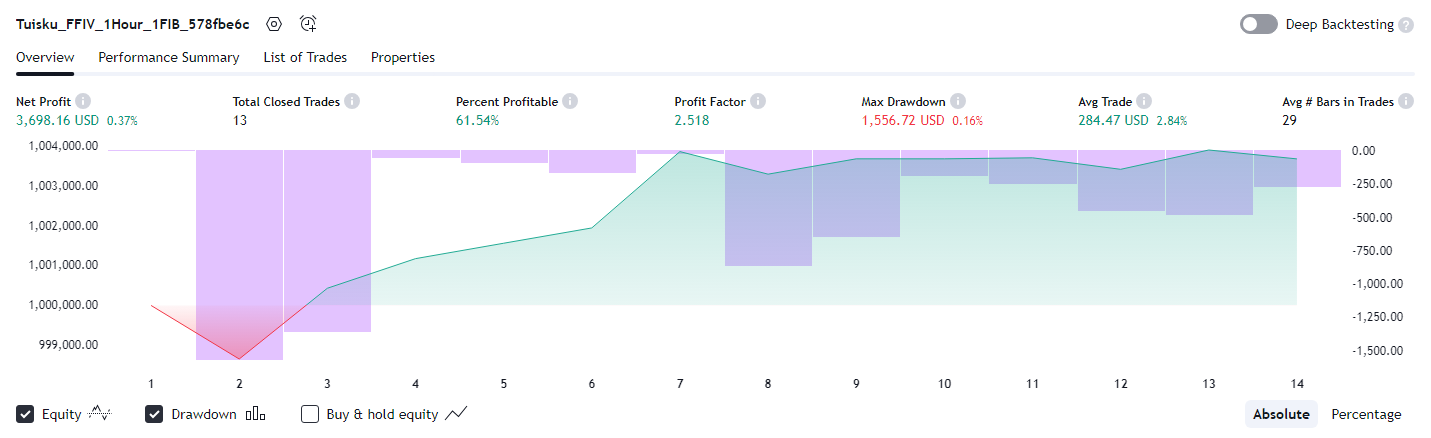 Tuisku_FFIV_1Hour_1FIB_578fbe6c Deep Backtesting ?
Overview Performance Summary List of Trades Properties
Net Profit i Total Closed Trades i Percent Profitable i Profit Factor i Max Drawdown i Avg Trade i Avg # Bars in Trades i
3,698.16 USD 0.37% 13 61.54% 2.518 1,556.72 USD 0.16% 284.47 USD 2.84% 29
1,004,000.00 0.00
1,003,000.00 -250.00
1,002,000.00 -500.00
1,001,000.00 -750.00
1,000,000.00 -1,000.00
999,000.00 -1,250.00
-1,500.00
1 2 3 4 5 6 7 8 9 10 11 12 13 14
Equity Drawdown Buy & hold equity Absolute Percentage